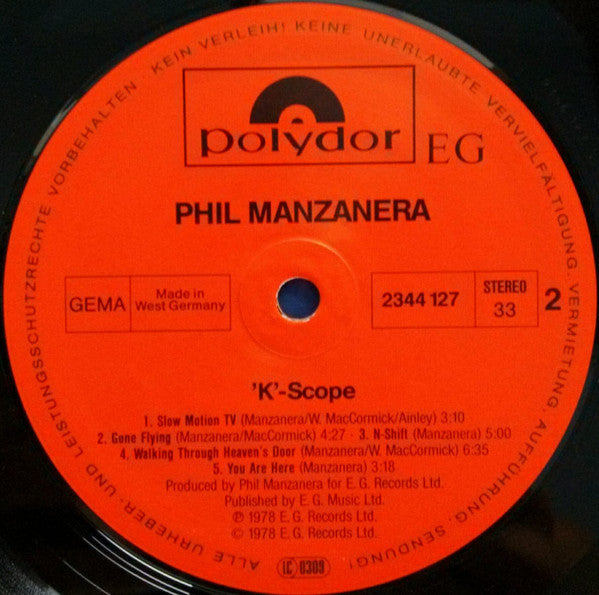 polydor
EG
PHIL MANZANERA
GEMA
Made in
West Germany
2344 127
STEREO
33
2
'K'-Scope
1. Slow Motion TV (Manzanera/W. MacCormick/Ainley) 3:10
2. Gone Flying (Manzanera/MacCormick) 4:27 · 3. N-Shift (Manzanera) 5:00
4. Walking Through Heaven's Door (Manzanera/W. MacCormick) 6:35
5. You Are Here (Manzanera) 3:18
Produced by Phil Manzanera for E. G. Records Ltd.
Published by E. G. Music Ltd.
℗ 1978 E. G. Records Ltd.
© 1978 E. G. Records Ltd.
LC 0309
ALLE URHEBER- UND LEISTUNGSSCHUTZRECHTE VORBEHALTEN · KEIN VERLEIH! KEINE UNERLAUBTE VERVIELFÄLTIGUNG, VERMIETUNG, AUFFÜHRUNG, SENDUNG!